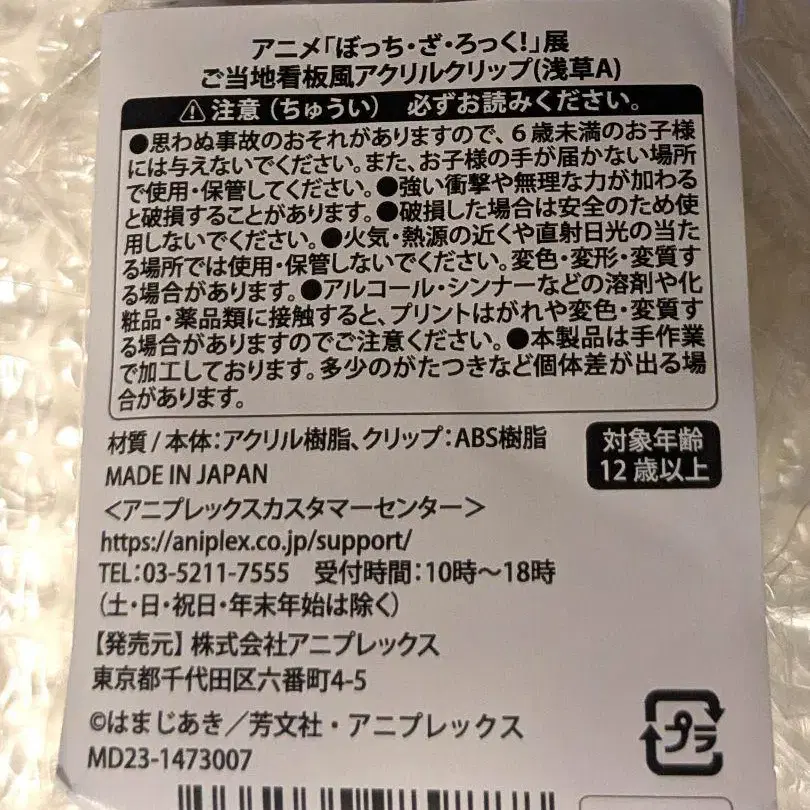 アニメ「ぼっち・ざ・ろっく!」展
ご当地看板風アクリルクリップ(浅草A)
⚠注意（ちゅうい） 必ずお読みください。
●思わぬ事故のおそれがありますので、6歳未満のお子様
には与えないでください。また、お子様の手が届かない場所
で使用・保管してください。●強い衝撃や無理な力が加わる
と破損することがあります。●破損した場合は安全のため使
用しないでください。●火気・熱源の近くや直射日光の当た
る場所では使用・保管しないでください。変色・変形・変質す
る場合があります。●アルコール・シンナーなどの溶剤や化
粧品・薬品類に接触すると、プリントはがれや変色・変質す
る場合がありますのでご注意ください。●本製品は手作業
で加工しております。多少のがたつきなど個体差が出る場
合があります。
材質/本体:アクリル樹脂、クリップ:ABS樹脂
対象年齢
12歳以上
MADE IN JAPAN
＜アニプレックスカスタマーセンター＞
https://aniplex.co.jp/support/
TEL:03-5211-7555 受付時間:10時～18時
(土・日・祝日・年末年始は除く)
【発売元】株式会社アニプレックス
東京都千代田区六番町4-5
©はまじあき／芳文社・アニプレックス
MD23-1473007
プラ